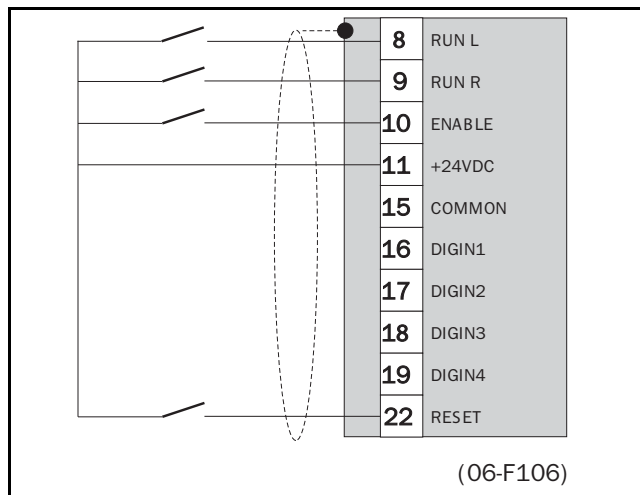 8 RUN L
9 RUN R
10 ENABLE
11 +24VDC
15 COMMON
16 DIGIN1
17 DIGIN2
18 DIGIN3
19 DIGIN4
22 RESET
(06-F106)